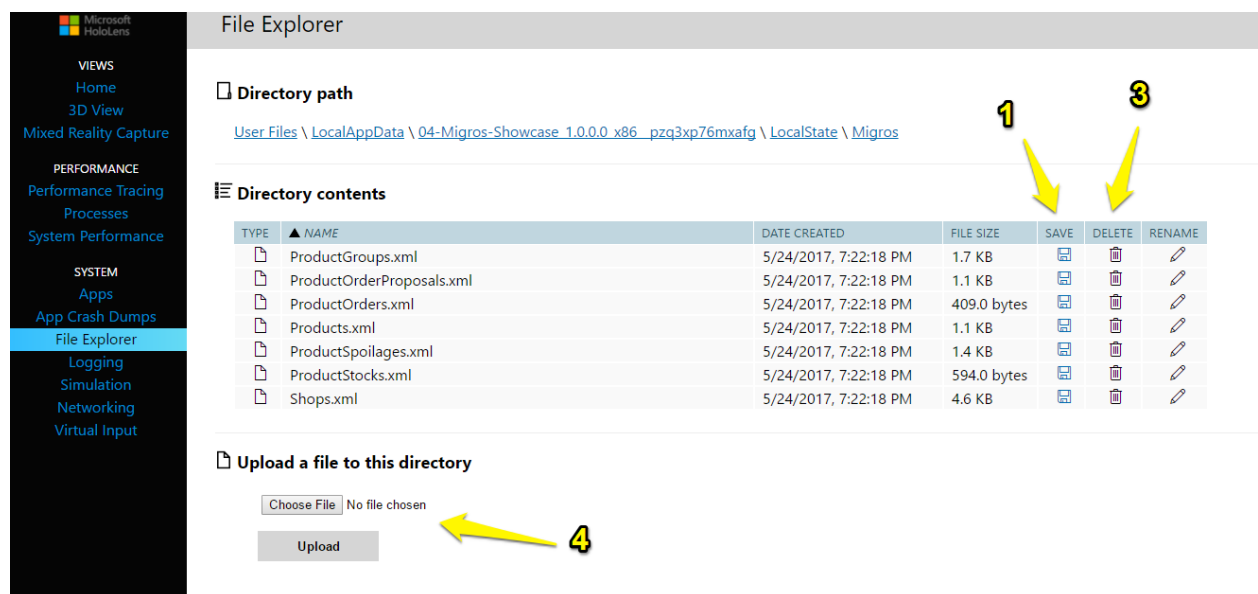 Microsoft
HoloLens
VIEWS
Home
3D View
Mixed Reality Capture
PERFORMANCE
Performance Tracing
Processes
System Performance
SYSTEM
Apps
App Crash Dumps
File Explorer
Logging
Simulation
Networking
Virtual Input
File Explorer
Directory path
User Files \ LocalAppData \ 04-Migros-Showcase_1.0.0.0_x86__pzq3xp76mxafg \ LocalState \ Migros
1
3
Directory contents
TYPE ▲ NAME DATE CREATED FILE SIZE SAVE DELETE RENAME
ProductGroups.xml 5/24/2017, 7:22:18 PM 1.7 KB
ProductOrderProposals.xml 5/24/2017, 7:22:18 PM 1.1 KB
ProductOrders.xml 5/24/2017, 7:22:18 PM 409.0 bytes
Products.xml 5/24/2017, 7:22:18 PM 1.1 KB
ProductSpoilages.xml 5/24/2017, 7:22:18 PM 1.4 KB
ProductStocks.xml 5/24/2017, 7:22:18 PM 594.0 bytes
Shops.xml 5/24/2017, 7:22:18 PM 4.6 KB
Upload a file to this directory
Choose File No file chosen
Upload
4